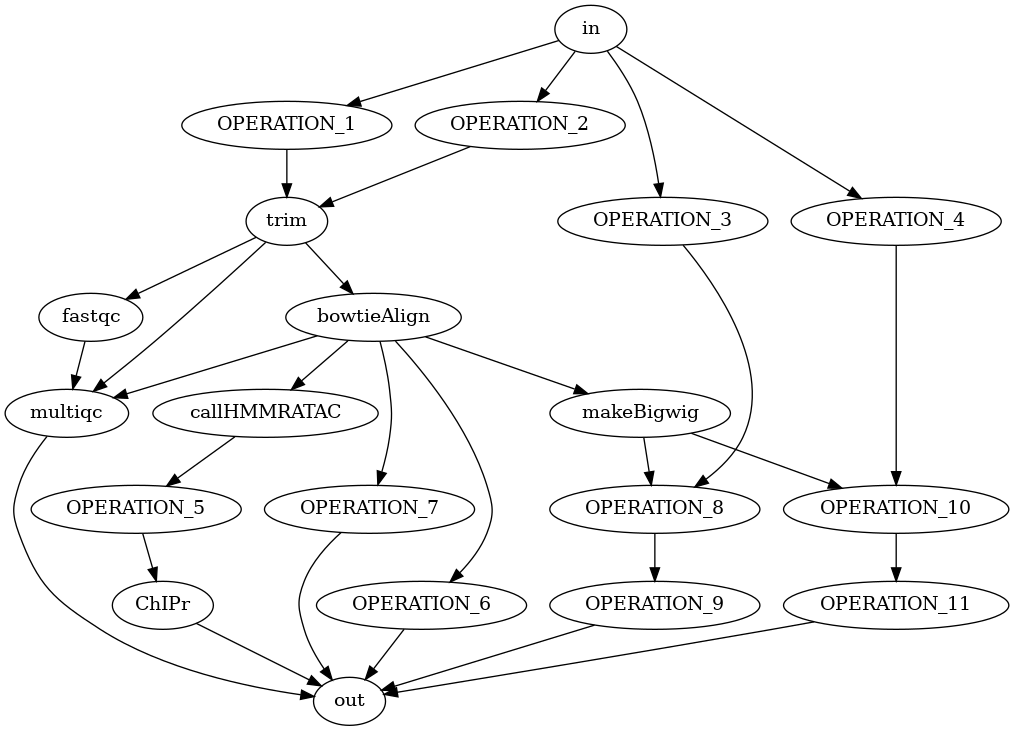 in
OPERATION_1
OPERATION_2
trim
OPERATION_3
OPERATION_4
fastqc
bowtieAlign
multiqc
callHMMRATAC
makeBigwig
OPERATION_5
OPERATION_7
OPERATION_8
OPERATION_10
ChIPr
OPERATION_6
OPERATION_9
OPERATION_11
out